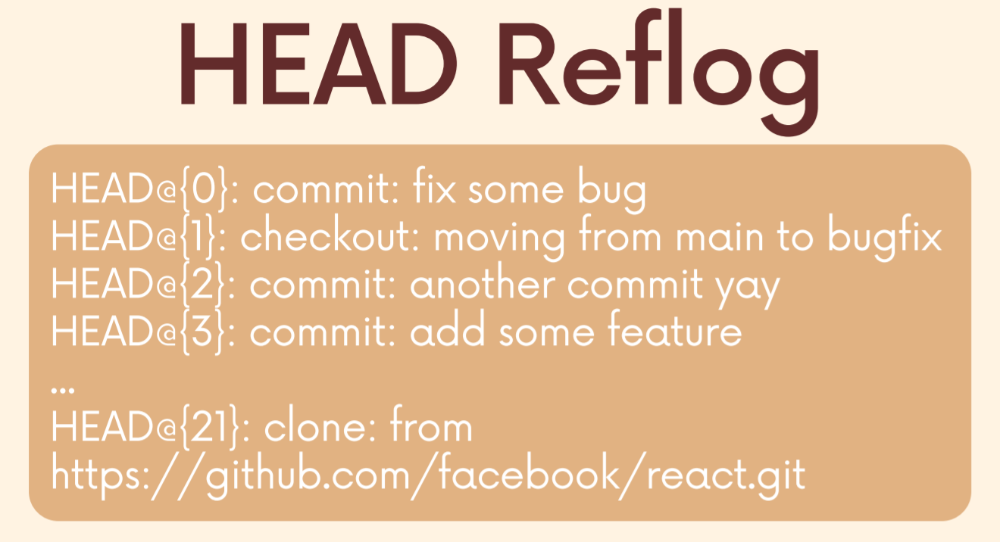 HEAD Reflog
HEAD@{0}: commit: fix some bug
HEAD@{1}: checkout: moving from main to bugfix
HEAD@{2}: commit: another commit yay
HEAD@{3}: commit: add some feature
...
HEAD@{21}: clone: from
https://github.com/facebook/react.git